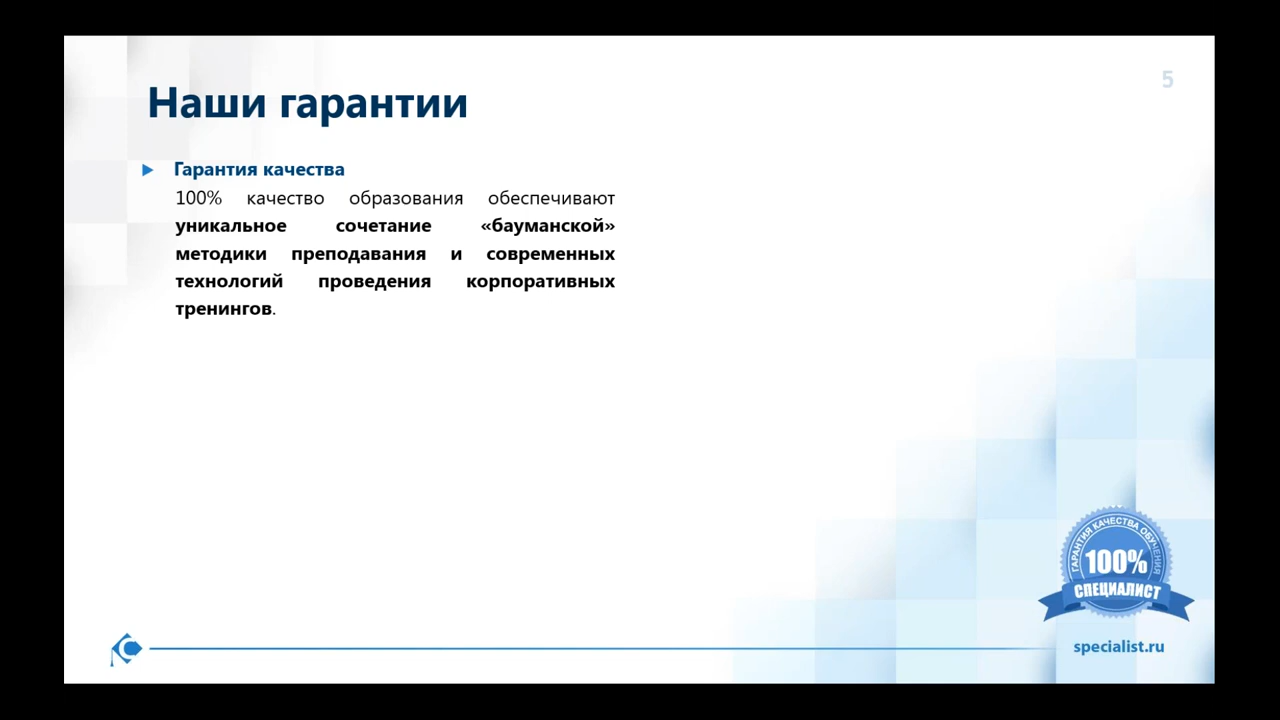 5
Наши гарантии
Гарантия качества
100% качество образования обеспечивают
уникальное сочетание «бауманской»
методики преподавания и современных
технологий проведения корпоративных
тренингов.
ГАРАНТИЯ КАЧЕСТВА ОБУЧЕНИЯ
100%
СПЕЦИАЛИСТ
specialist.ru